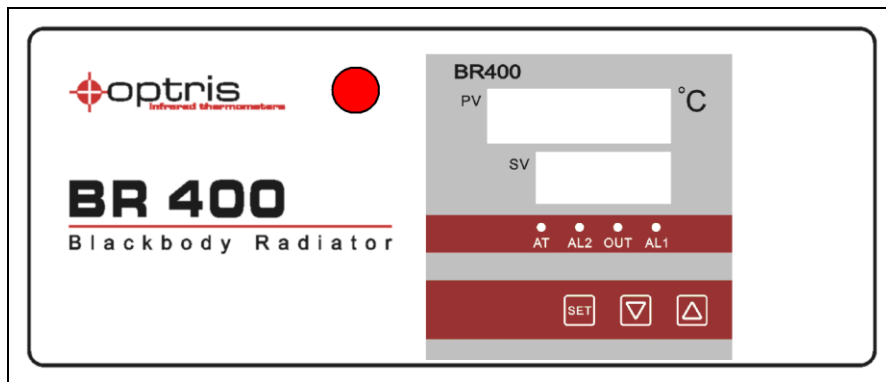 optris
infrared thermometers
BR 400
Blackbody Radiator
BR400
PV
°C
SV
AT AL2 OUT AL1
SET